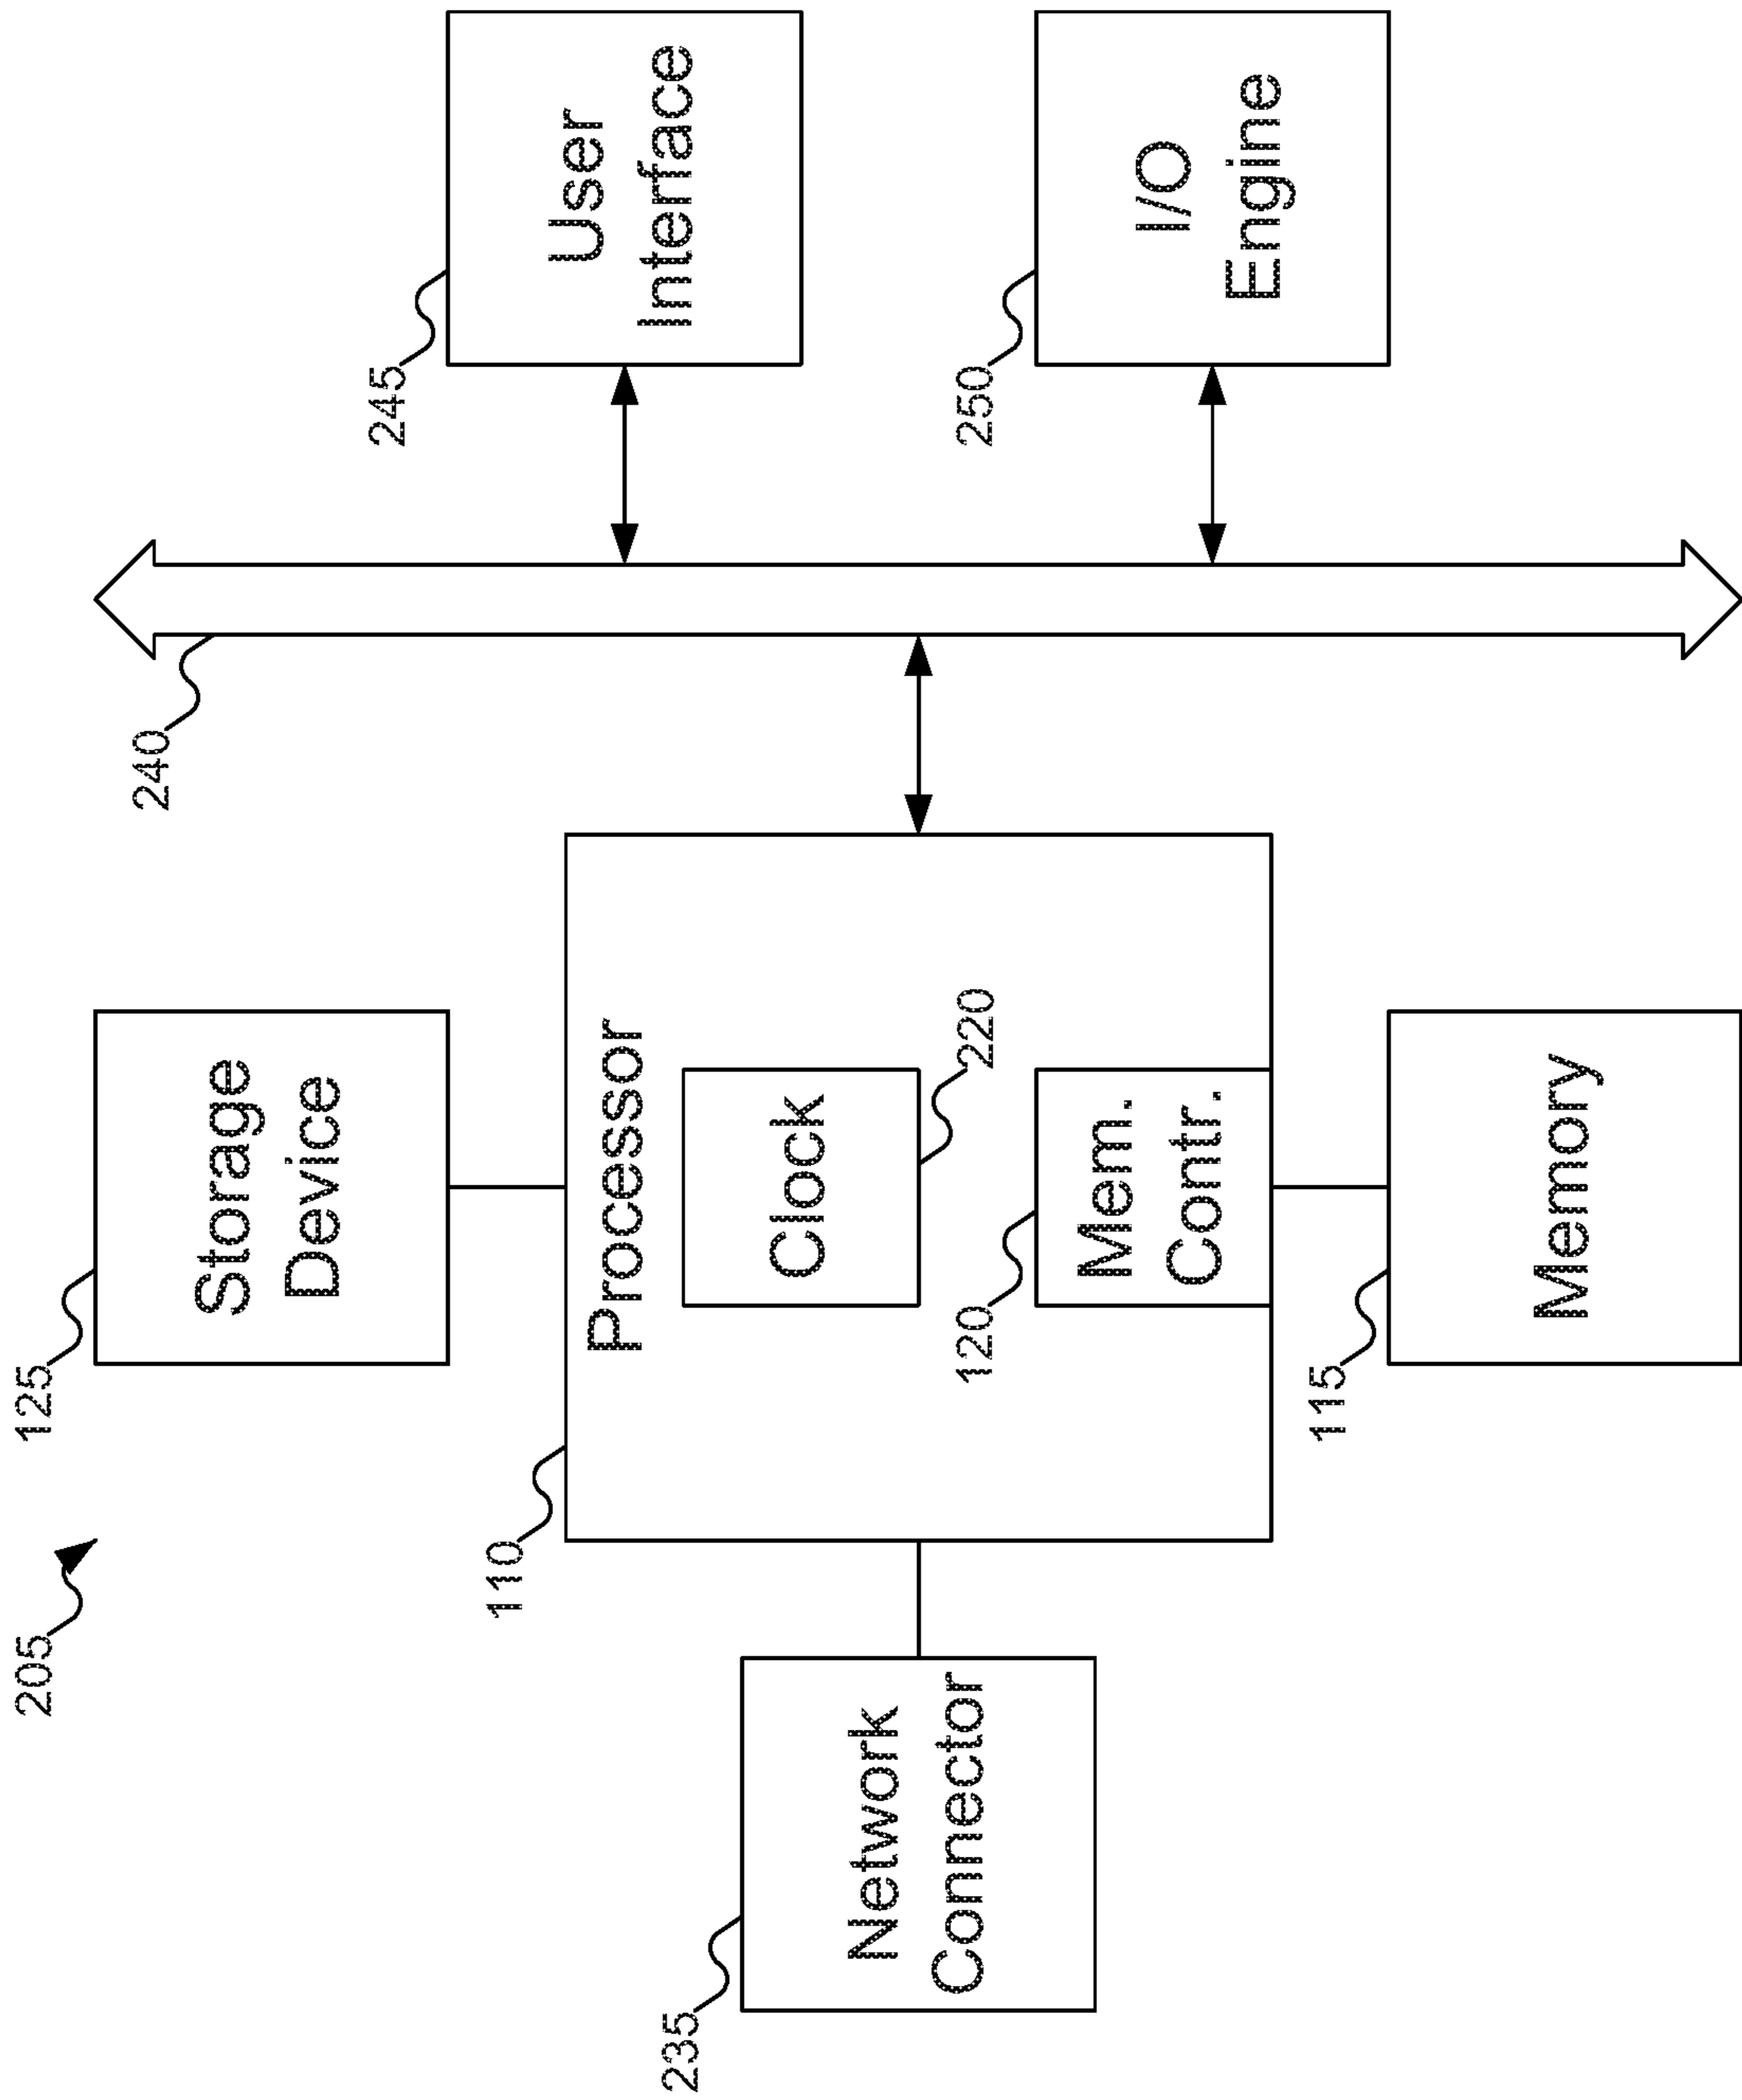 205
125
Storage
Device
240
245
User
Interface
110
Processor
235
Network
Connector
Clock
220
120
Mem.
Contr.
250
I/O
Engine
115
Memory